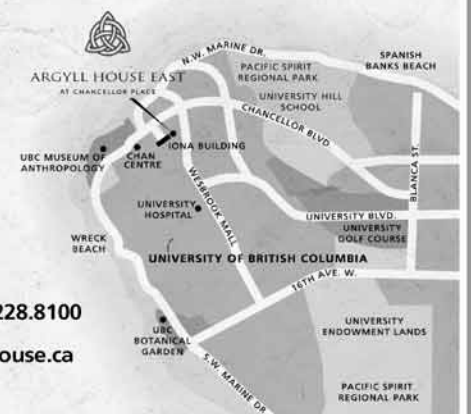 ARGYLL HOUSE EAST
AT CHANCELLOR PLACE
N.W. MARINE DR.
SPANISH
BANKS BEACH
PACIFIC SPIRIT
REGIONAL PARK
UNIVERSITY HILL
SCHOOL
CHANCELLOR BLVD
IONA BUILDING
UBC MUSEUM OF
ANTHROPOLOGY
CHAN
CENTRE
WESBROOK MALL
BLANCA ST.
UNIVERSITY
HOSPITAL
UNIVERSITY BLVD.
UNIVERSITY
GOLF COURSE
WRECK
BEACH
UNIVERSITY OF BRITISH COLUMBIA
16TH AVE. W.
228.8100
UBC
BOTANICAL
GARDEN
UNIVERSITY
ENDOWMENT LANDS
ouse.ca
S.W. MARINE DR
PACIFIC SPIRIT
REGIONAL PARK